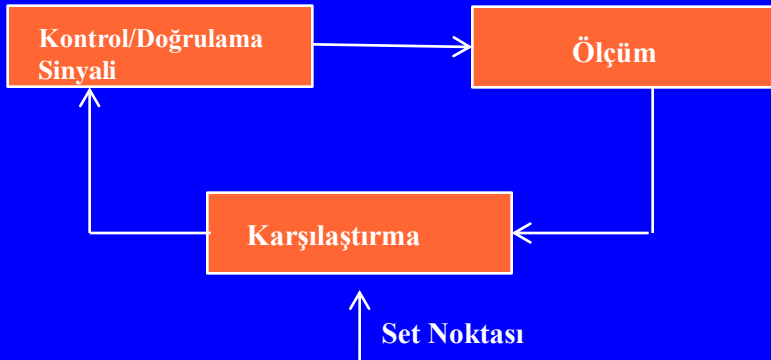 Kontrol/Doğrulama
Sinyali
Ölçüm
Karşılaştırma
Set Noktası